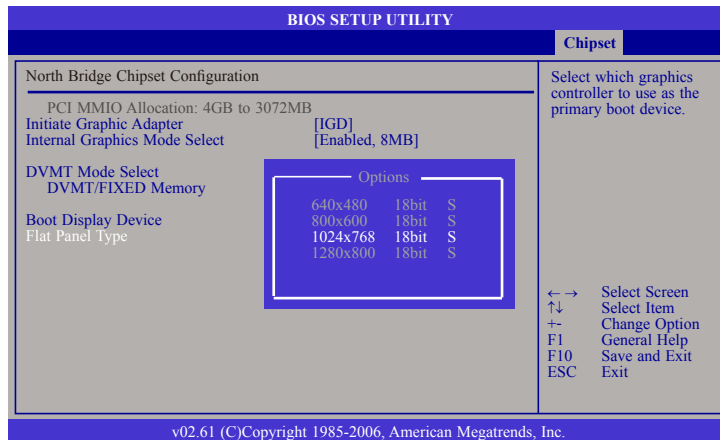 BIOS SETUP UTILITY
Chipset
North Bridge Chipset Configuration
PCI MMIO Allocation: 4GB to 3072MB
Initiate Graphic Adapter [IGD]
Internal Graphics Mode Select [Enabled, 8MB]
DVMT Mode Select
DVMT/FIXED Memory
Boot Display Device
Flat Panel Type
Options
640x480 18bit S
800x600 18bit S
1024x768 18bit S
1280x800 18bit S
Select which graphics
controller to use as the
primary boot device.
←→ Select Screen
↑↓ Select Item
+- Change Option
F1 General Help
F10 Save and Exit
ESC Exit
v02.61 (C)Copyright 1985-2006, American Megatrends, Inc.